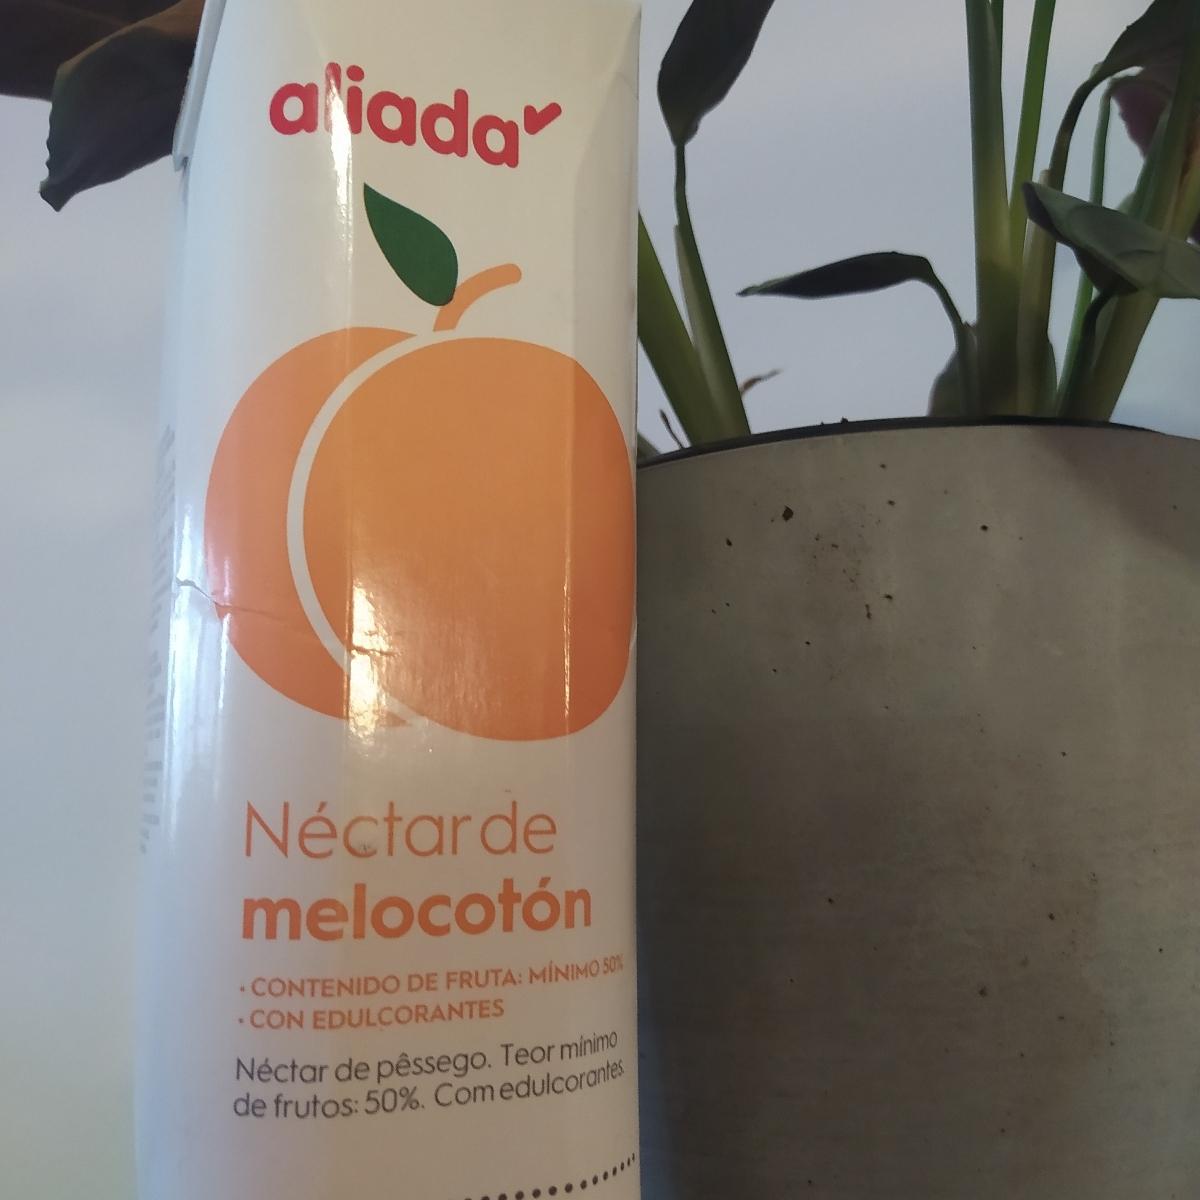 aliada
Néctar de
melocotón
· CONTENIDO DE FRUTA: MÍNIMO 50%
· CON EDULCORANTES
Néctar de pêssego. Teor mínimo
de frutos: 50%. Com edulcorantes.